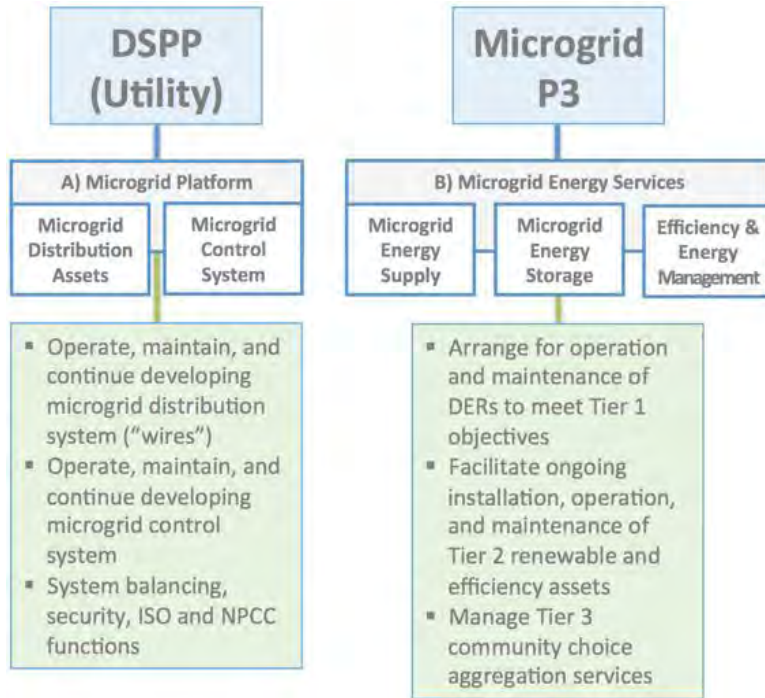 DSPP
(Utility)
A) Microgrid Platform
Microgrid
Distribution
Assets
Microgrid
Control
System
▪ Operate, maintain, and
continue developing
microgrid distribution
system (“wires”)
▪ Operate, maintain, and
continue developing
microgrid control
system
▪ System balancing,
security, ISO and NPCC
functions
Microgrid
P3
B) Microgrid Energy Services
Microgrid
Energy
Supply
Microgrid
Energy
Storage
Efficiency &
Energy
Management
▪ Arrange for operation
and maintenance of
DERs to meet Tier 1
objectives
▪ Facilitate ongoing
installation, operation,
and maintenance of
Tier 2 renewable and
efficiency assets
▪ Manage Tier 3
community choice
aggregation services